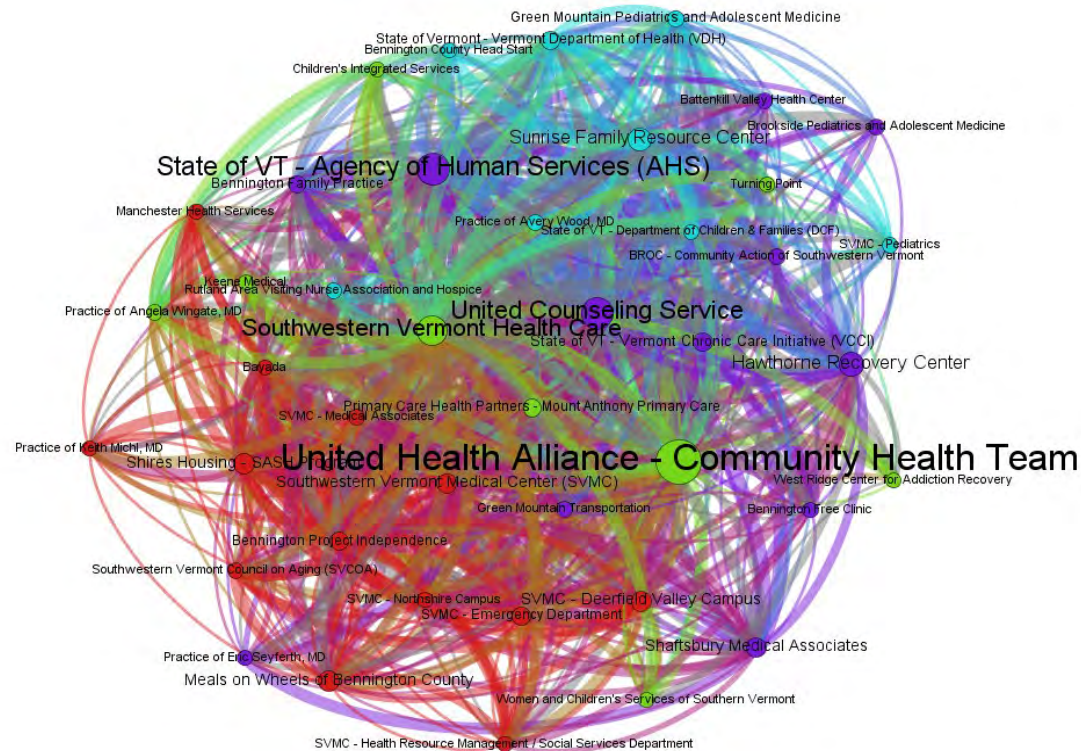 Green Mountain Pediatrics and Adolescent Medicine
State of Vermont - Vermont Department of Health (VDH)
Bennington County Head Start
Children's Integrated Services
Battenkill Valley Health Center
Brookside Pediatrics and Adolescent Medicine
Sunrise Family Resource Center
State of VT - Agency of Human Services (AHS)
Bennington Family Practice
Turning Point
Manchester Health Services
Practice of Avery Wood, MD
State of VT - Department of Children & Families (DCF)
SVMC - Pediatrics
BROC - Community Action of Southwestern Vermont
Keene Medical
Rutland Area Visiting Nurse Association and Hospice
Practice of Angela Wingate, MD
United Counseling Service
Southwestern Vermont Health Care
State of VT - Vermont Chronic Care Initiative (VCCI)
Hawthorne Recovery Center
Bayada
Primary Care Health Partners - Mount Anthony Primary Care
SVMC - Medical Associates
Practice of Keith Michl, MD
United Health Alliance - Community Health Team
Shires Housing - SASH Program
Southwestern Vermont Medical Center (SVMC)
West Ridge Center for Addiction Recovery
Green Mountain Transportation
Bennington Free Clinic
Bennington Project Independence
Southwestern Vermont Council on Aging (SVCOA)
SVMC - Northshire Campus
SVMC - Deerfield Valley Campus
SVMC - Emergency Department
Shaftsbury Medical Associates
Practice of Eric Seyferth, MD
Meals on Wheels of Bennington County
Women and Children's Services of Southern Vermont
SVMC - Health Resource Management / Social Services Department